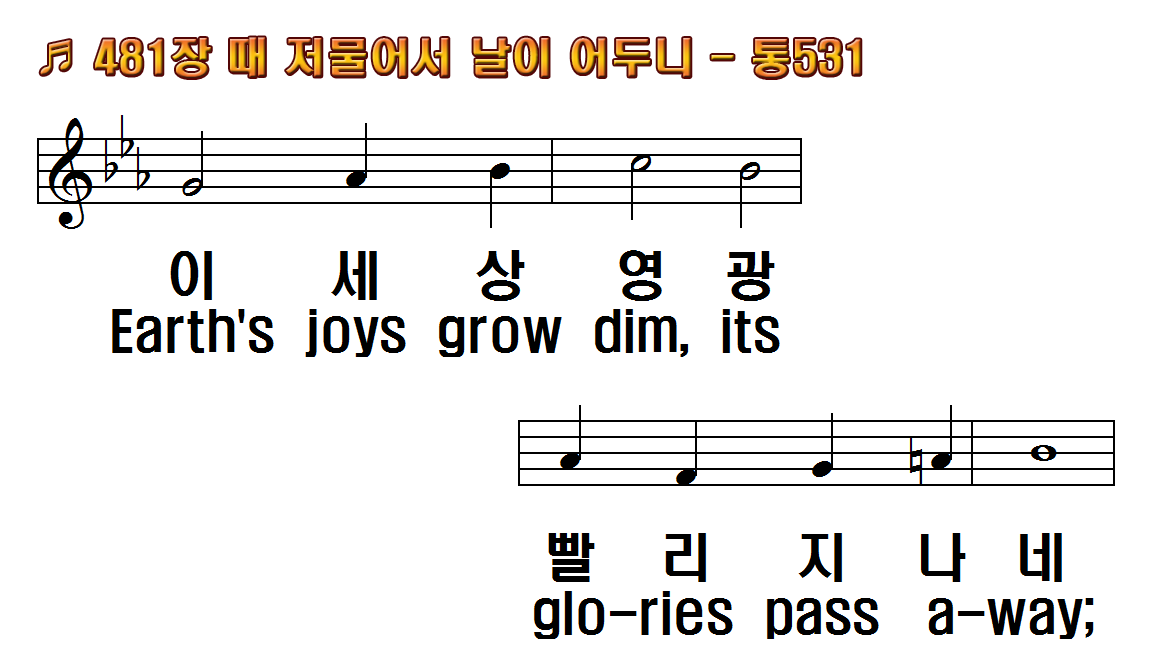 ♬ 481장 때 저물어서 날이 어두니 - 통531
이 세 상 영 광
Earth's joys grow dim, its
빨 리 지 나 네
glo-ries pass a-way;